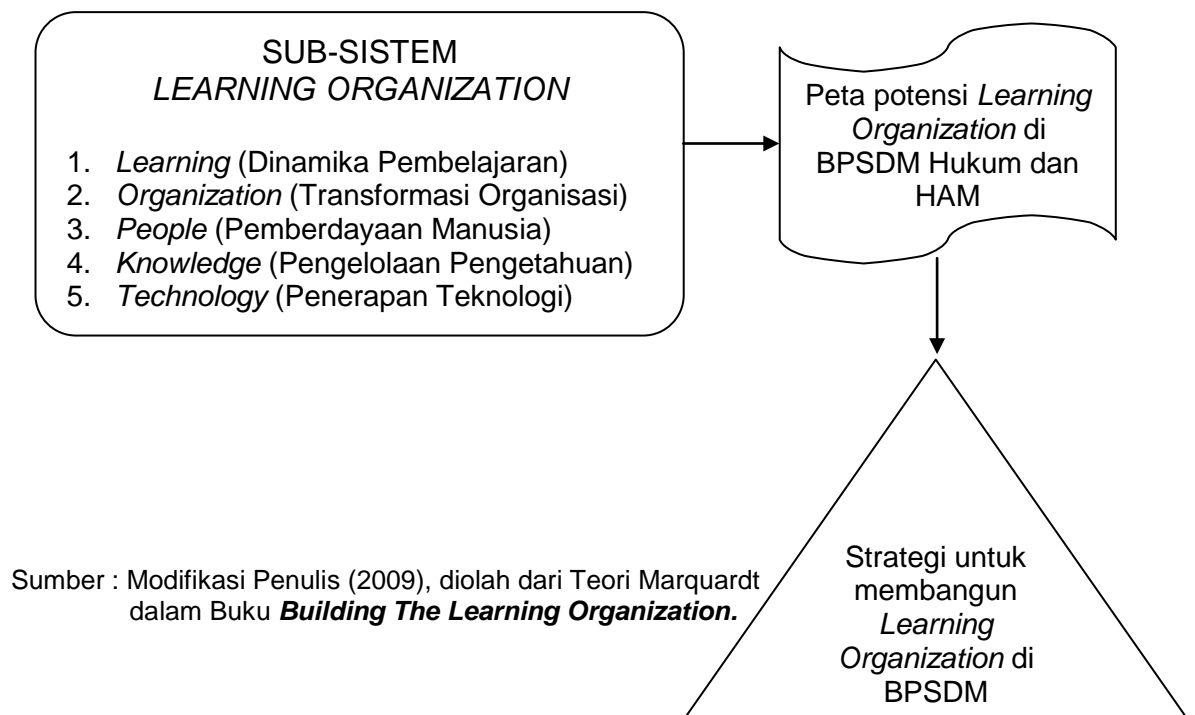 SUB-SISTEM
LEARNING ORGANIZATION
1. Learning (Dinamika Pembelajaran)
2. Organization (Transformasi Organisasi)
3. People (Pemberdayaan Manusia)
4. Knowledge (Pengelolaan Pengetahuan)
5. Technology (Penerapan Teknologi)
Peta potensi Learning
Organization di
BPSDM Hukum dan
HAM
Strategi untuk
membangun
Learning
Organization di
BPSDM
Sumber : Modifikasi Penulis (2009), diolah dari Teori Marquardt
dalam Buku Building The Learning Organization.